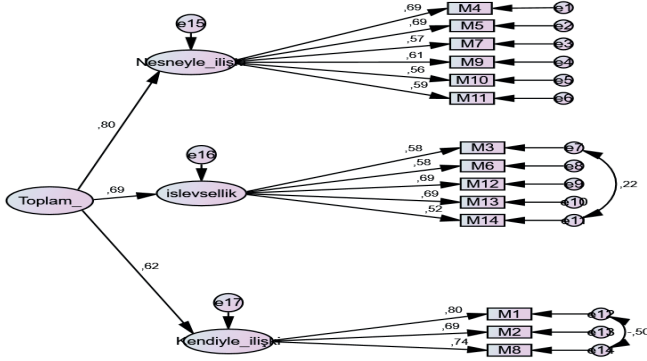 e15
Nesneyle_ilişki
,69 M4 e1
,69 M5 e2
,57 M7 e3
,61 M9 e4
,56 M10 e5
,59 M11 e6
,80
e16
islevsellik
,58 M3 e7
,58 M6 e8
,69 M12 e9
,69 M13 e10
,52 M14 e11
,22
Toplam_
,69
,62
e17
Kendiyle_ilişki
,80 M1 e12
,69 M2 e13
,74 M8 e14
-,50